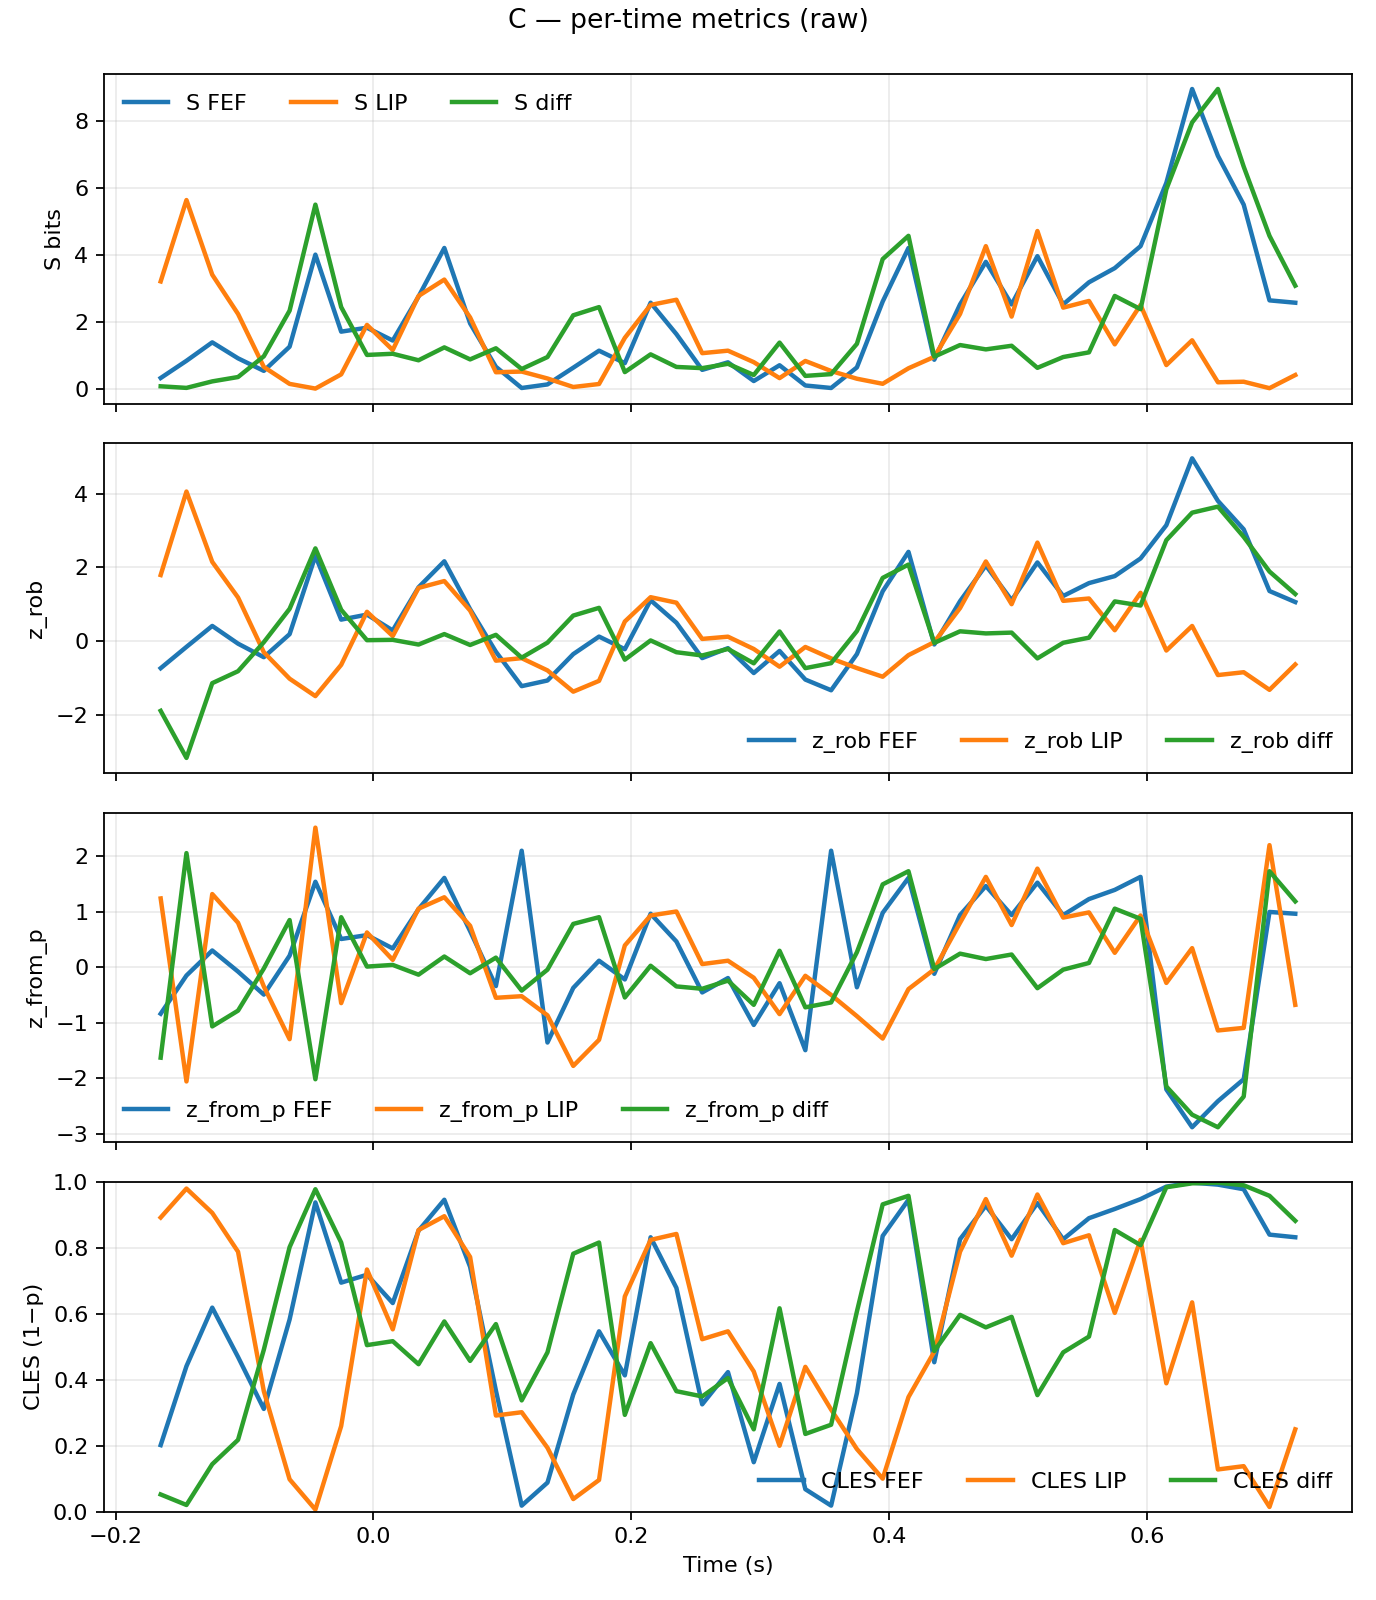 C — per-time metrics (raw)
S FEF S LIP S diff
8
6
4
2
0
S bits
4
2
0
−2
z_rob
z_rob FEF z_rob LIP z_rob diff
2
1
0
−1
−2
−3
z_from_p
z_from_p FEF z_from_p LIP z_from_p diff
1.0
0.8
0.6
0.4
0.2
0.0
CLES (1−p)
CLES FEF CLES LIP CLES diff
−0.2 0.0 0.2 0.4 0.6
Time (s)